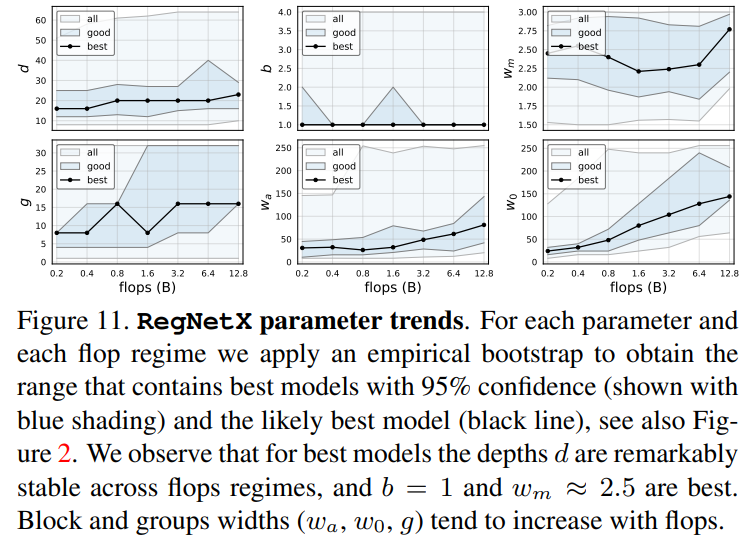 60
50
40
30
20
10
d
all
good
best
4.0
3.5
3.0
2.5
2.0
1.5
1.0
b
all
good
best
3.00
2.75
2.50
2.25
2.00
1.75
1.50
w_m
all
good
best
30
25
20
15
10
5
0
g
all
good
best
0.2 0.4 0.8 1.6 3.2 6.4 12.8
flops (B)
250
200
150
100
50
0
w_a
all
good
best
0.2 0.4 0.8 1.6 3.2 6.4 12.8
flops (B)
250
200
150
100
50
0
w_0
all
good
best
0.2 0.4 0.8 1.6 3.2 6.4 12.8
flops (B)
Figure 11. RegNetX parameter trends. For each parameter and
each flop regime we apply an empirical bootstrap to obtain the
range that contains best models with 95% confidence (shown with
blue shading) and the likely best model (black line), see also Fig-
ure 2. We observe that for best models the depths d are remarkably
stable across flops regimes, and b = 1 and w_m ≈ 2.5 are best.
Block and groups widths (w_a, w_0, g) tend to increase with flops.